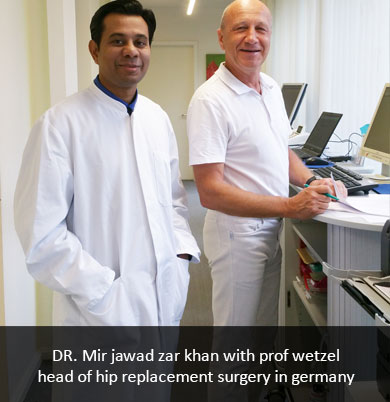 DR. Mir jawad zar khan with prof wetzel
head of hip replacement surgery in germany